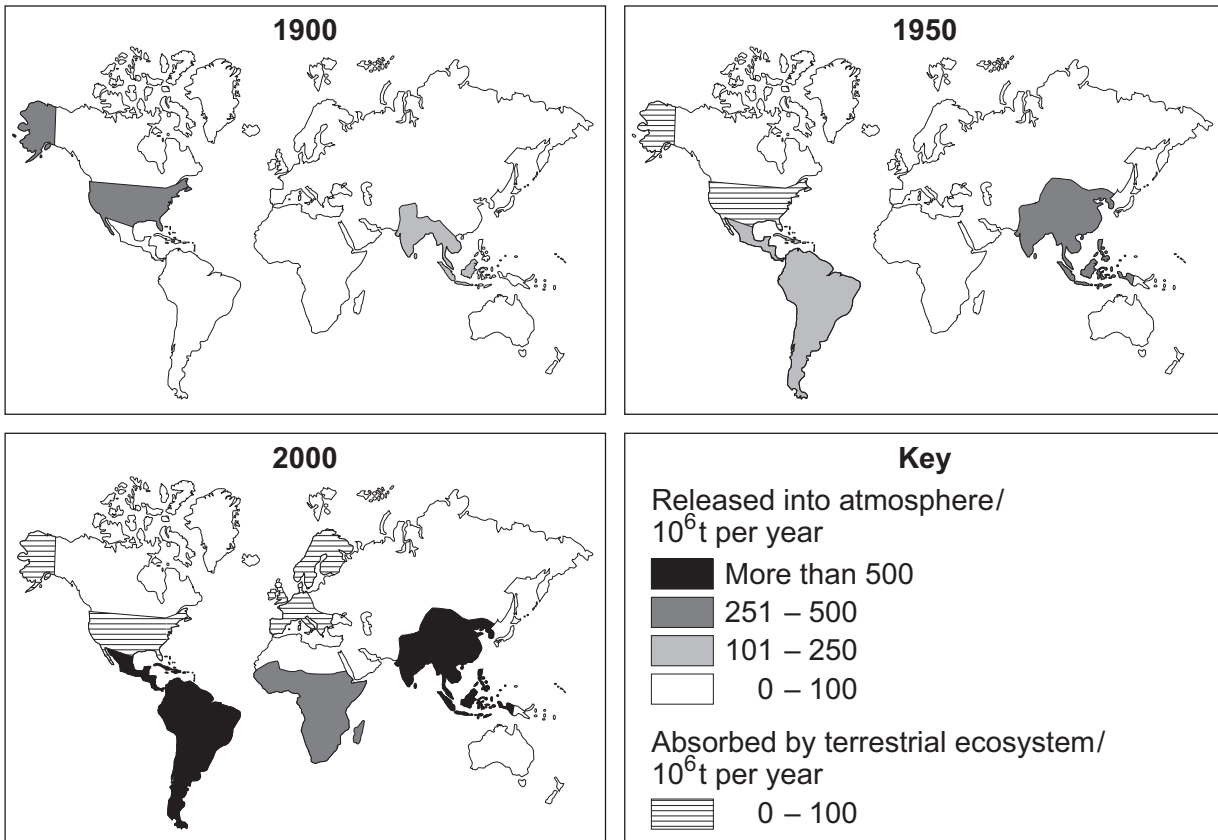 1900
1950
2000
Key
Released into atmosphere/
10⁶t per year
More than 500
251 – 500
101 – 250
0 – 100
Absorbed by terrestrial ecosystem/
10⁶t per year
0 – 100